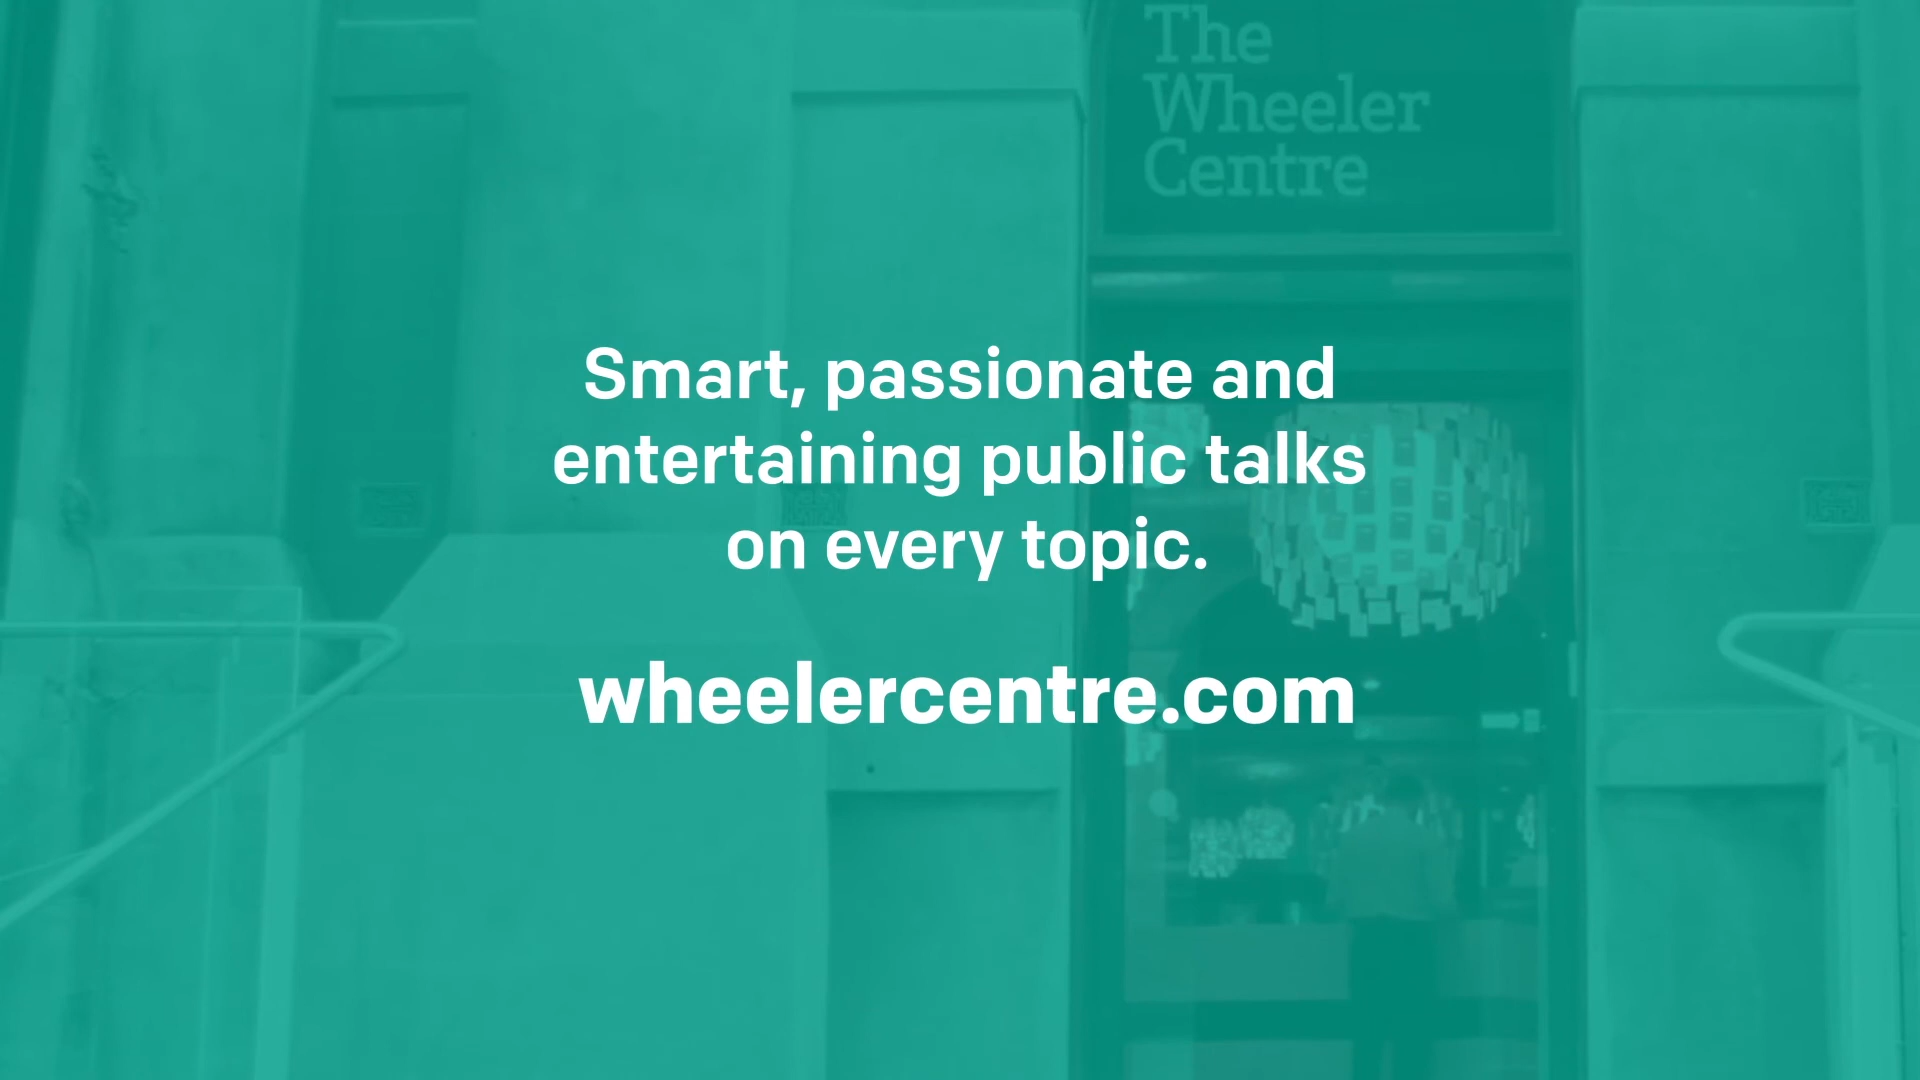 The
Wheeler
Centre
Smart, passionate and
entertaining public talks
on every topic.
wheelercentre.com